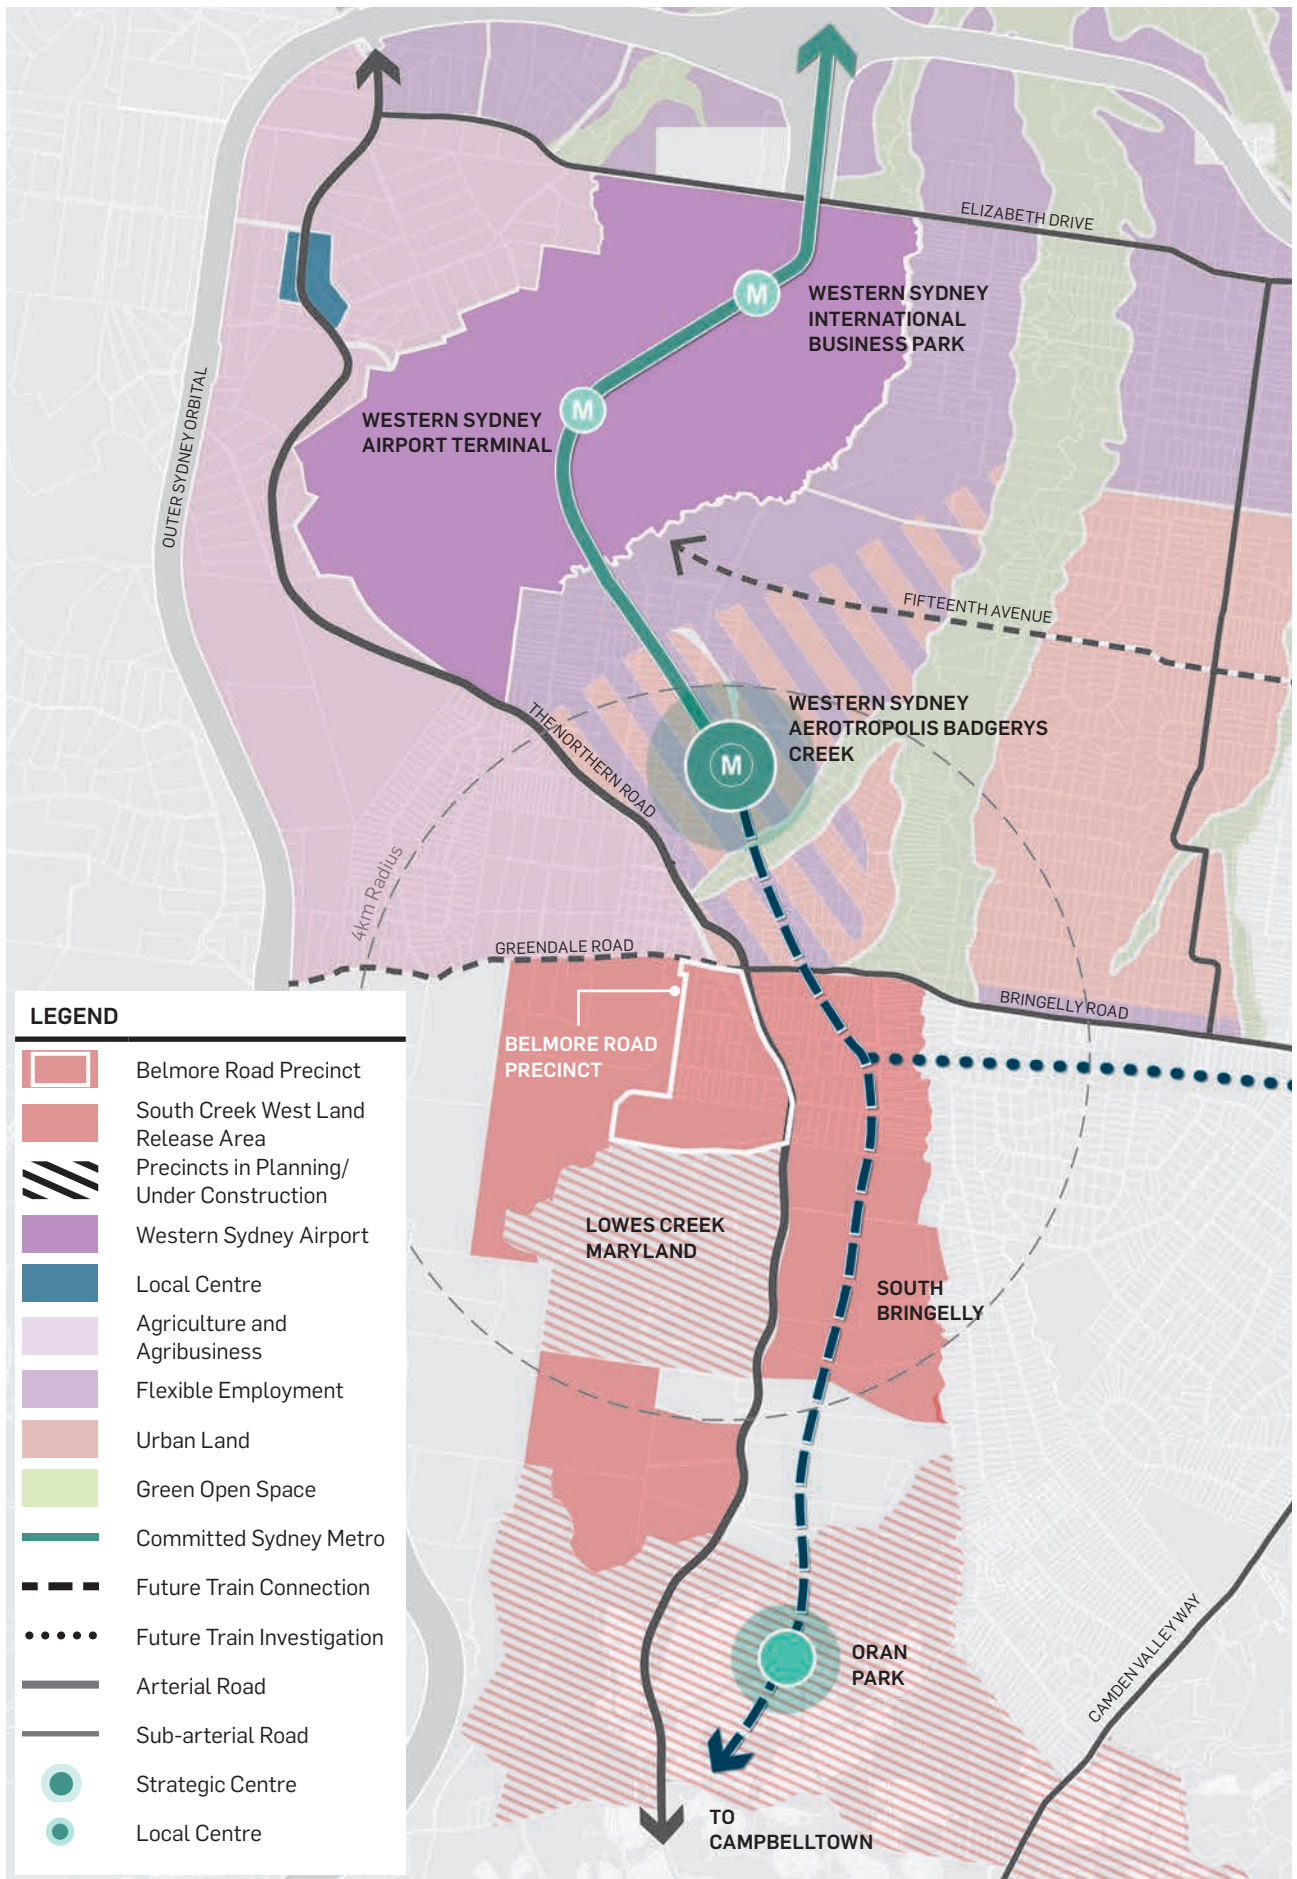 ELIZABETH DRIVE
M
WESTERN SYDNEY
INTERNATIONAL
BUSINESS PARK
OUTER SYDNEY ORBITAL
M
WESTERN SYDNEY
AIRPORT TERMINAL
FIFTEENTH AVENUE
WESTERN SYDNEY
AEROTROPOLIS BADGERYS
CREEK
M
THE NORTHERN ROAD
4km Radius
GREENDALE ROAD
BRINGELLY ROAD
BELMORE ROAD
PRECINCT
LOWES CREEK
MARYLAND
SOUTH
BRINGELLY
ORAN
PARK
CAMDEN VALLEY WAY
TO
CAMPBELLTOWN
LEGEND
Belmore Road Precinct
South Creek West Land
Release Area
Precincts in Planning/
Under Construction
Western Sydney Airport
Local Centre
Agriculture and
Agribusiness
Flexible Employment
Urban Land
Green Open Space
Committed Sydney Metro
Future Train Connection
Future Train Investigation
Arterial Road
Sub-arterial Road
Strategic Centre
Local Centre